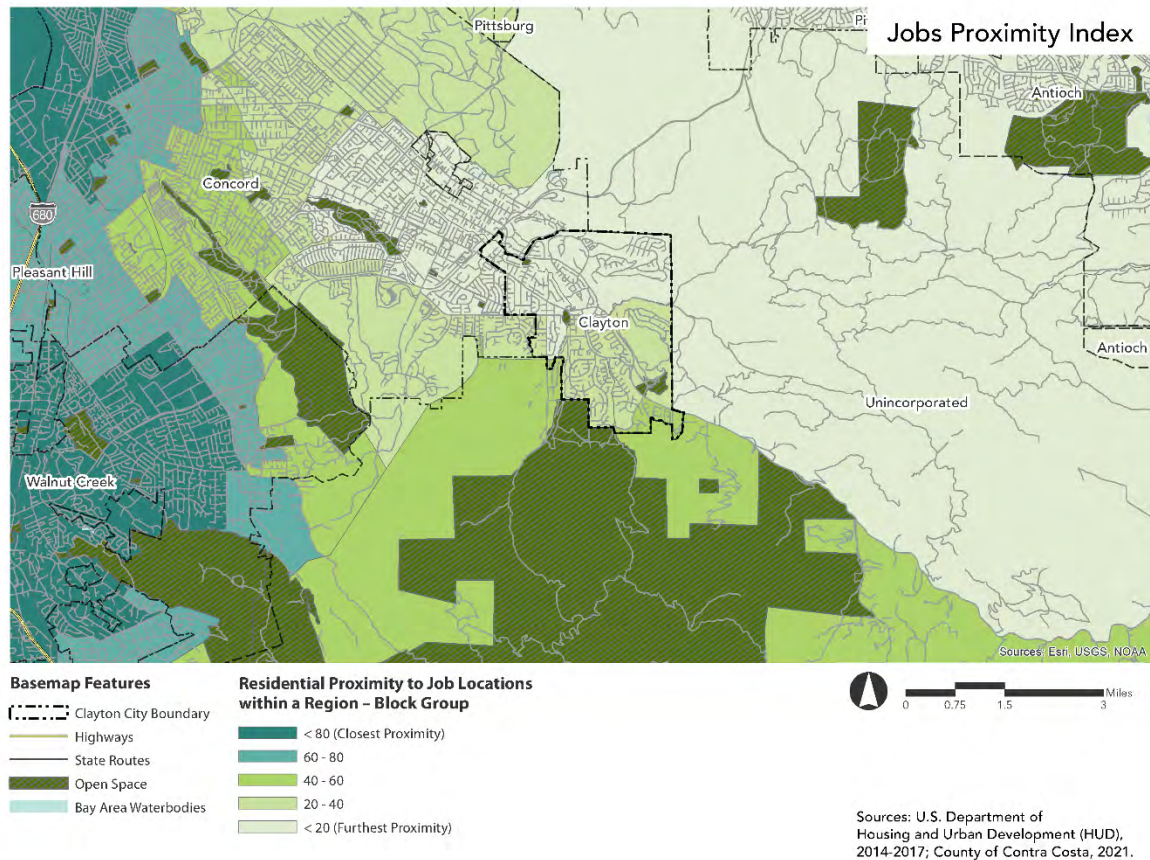 Jobs Proximity Index
Pittsburg
Pi
Antioch
Concord
680
Pleasant Hill
Clayton
Antioch
Unincorporated
Walnut Creek
Sources: Esri, USGS, NOAA
Basemap Features
Clayton City Boundary
Highways
State Routes
Open Space
Bay Area Waterbodies
Residential Proximity to Job Locations
within a Region – Block Group
< 80 (Closest Proximity)
60 - 80
40 - 60
20 - 40
< 20 (Furthest Proximity)
Miles
0 0.75 1.5 3
Sources: U.S. Department of
Housing and Urban Development (HUD),
2014-2017; County of Contra Costa, 2021.